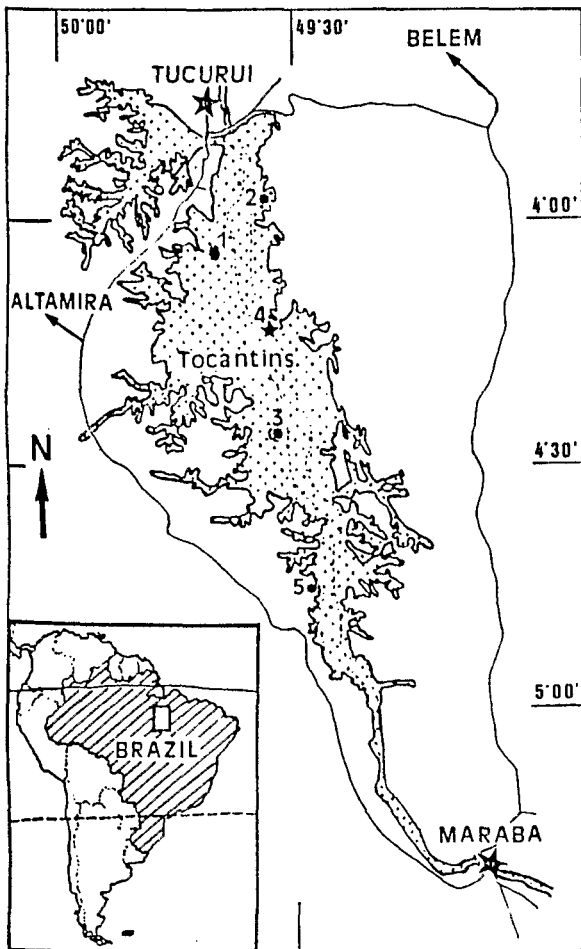 50°00' 49°30'
BELEM
TUCURUI
2
4°00'
1
ALTAMIRA
4
Tocantins
3
N
4°30'
5
5°00'
BRAZIL
MARABA